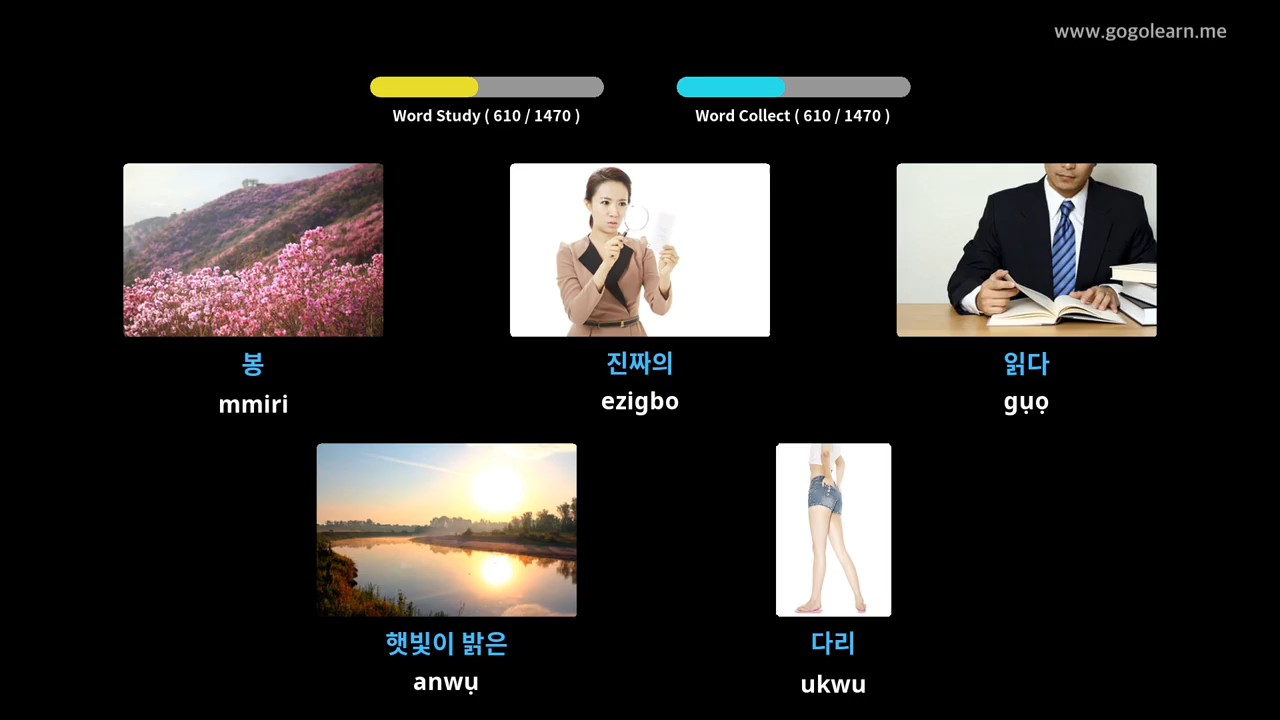 www.gogolearn.me
Word Study ( 610 / 1470 )
Word Collect ( 610 / 1470 )
봉
진짜의
읽다
mmiri
ezigbo
gụọ
햇빛이 밝은
다리
anwụ
ukwu